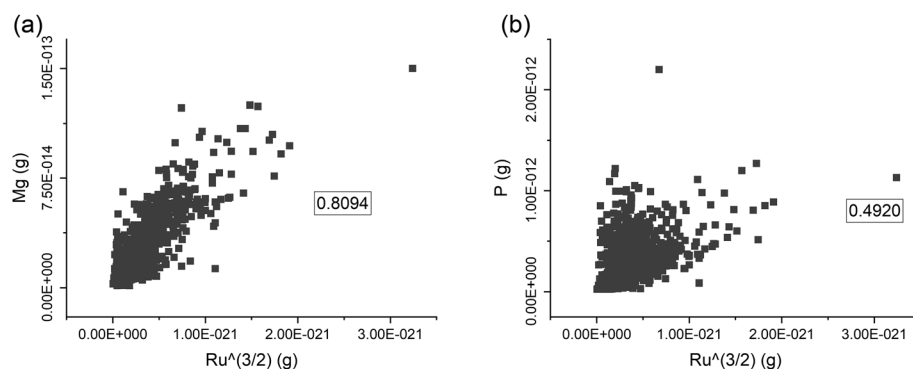 (a)
Mg (g)
1.50E-013
7.50E-014
0.00E+000
0.8094
0.00E+000 1.00E-021 2.00E-021 3.00E-021
Ru^(3/2) (g)
(b)
P (g)
2.00E-012
1.00E-012
0.00E+000
0.4920
0.00E+000 1.00E-021 2.00E-021 3.00E-021
Ru^(3/2) (g)